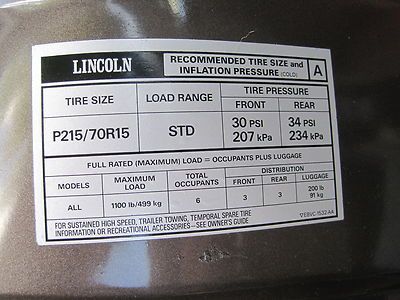 LINCOLN
RECOMMENDED TIRE SIZE and
INFLATION PRESSURE (COLD)
A
TIRE SIZE
LOAD RANGE
TIRE PRESSURE
FRONT
REAR
P215/70R15
STD
30 PSI
207 kPa
34 PSI
234 kPa
FULL RATED (MAXIMUM) LOAD = OCCUPANTS PLUS LUGGAGE
MODELS
MAXIMUM
LOAD
TOTAL
OCCUPANTS
DISTRIBUTION
FRONT
REAR
LUGGAGE
ALL
1100 lb/499 kg
6
3
3
200 lb
91 kg
FOR SUSTAINED HIGH SPEED, TRAILER TOWING, TEMPORAL SPARE TIRE
INFORMATION OR RECREATIONAL ACCESSORIES–SEE OWNER'S GUIDE